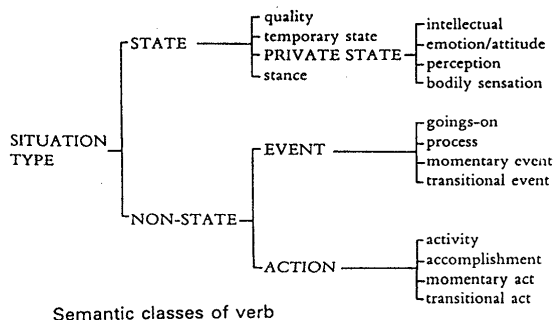 quality
temporary state
STATE
PRIVATE STATE
stance
intellectual
emotion/attitude
perception
bodily sensation
SITUATION
TYPE
NON-STATE
EVENT
goings-on
process
momentary event
transitional event
ACTION
activity
accomplishment
momentary act
transitional act
Semantic classes of verb